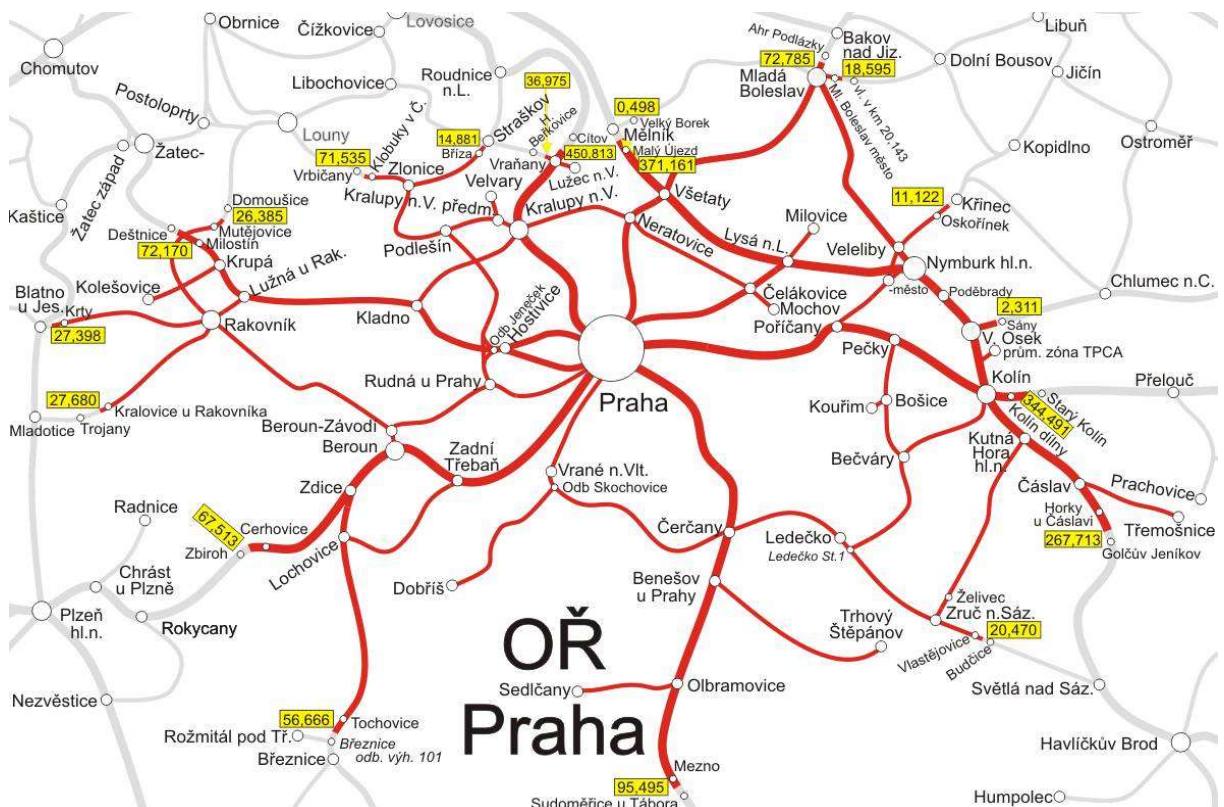 Obrnice
Lovosice
Čížkovice
Chomutov
Libochovice
Roudnice
n.L.
Postoloprty
Louny
Žatec-
Žatec západ
Kaštice
36,975
H.
Beřkovice
Straškov
14,881
Bříza
Klobuky v Č.
71,535
Vrbičany
Zlonice
Vraňany
Cítov
450,813
Lužec n.V.
Velvary
Kralupy n.V. předm.
Kralupy n.V.
Podlešín
0,498
Velký Borek
Mělník
Malý Újezd
371,161
Všetaty
Neratovice
Ahr Podlázky
72,785
Bakov
nad Jiz.
18,595
vl. v km 20,143
Ml. Boleslav město
Mladá
Boleslav
Dolní Bousov
Libuň
Jičín
Kopidlno
Ostroměř
11,122
Křinec
Oskořínek
Milovice
Lysá n.L.
Veleliby
Nymburk hl.n.
-město
Poděbrady
Chlumec n.C.
2,311
Sány
V. Osek
prům. zóna TPCA
Čelákovice
Mochov
Poříčany
Pečky
Kolín
Starý Kolín
344,491
Kolín dílny
Přelouč
Domoušice
26,385
Mutějovice
Deštnice
72,170
Milostín
Krupá
Kolešovice
Lužná u Rak.
Blatno
u Jes.
Krty
27,398
Rakovník
Kladno
Odb Jeneček
Hostivice
Praha
Rudná u Prahy
27,680
Kralovice u Rakovníka
Mladotice
Trojany
Beroun-Závodí
Beroun
Zadní
Třebaň
Zdice
67,513
Cerhovice
Zbiroh
Lochovice
Radnice
Chrást
u Plzně
Plzeň
hl.n.
Rokycany
Nezvěstice
Vrané n.Vlt.
Odb Skochovice
Dobříš
Čerčany
Ledečko
Ledečko St.1
Benešov
u Prahy
Trhový
Štěpánov
Kouřim
Bošice
Bečváry
Kutná
Hora
hl.n.
Čáslav
Horky
u Čáslavi
267,713
Golčův Jeníkov
Prachovice
Třemošnice
Želivec
Zruč n.Sáz.
Vlastějovice
20,470
Budčice
Světlá nad Sáz.
Havlíčkův Brod
Humpolec
OŘ
Praha
Sedlčany
Olbramovice
56,666
Tochovice
Rožmitál pod Tř.
Březnice
odb. výh. 101
Březnice
Mezno
95,495
Sudoměřice u Tábora